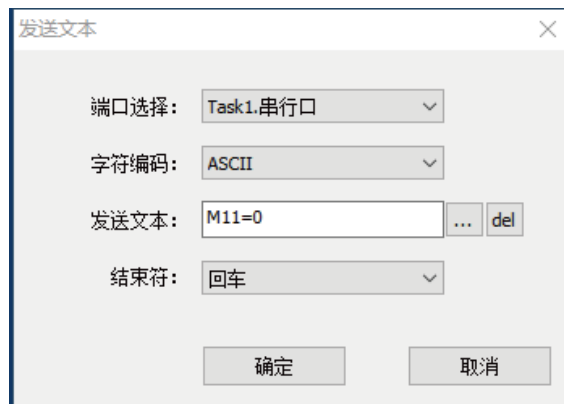 发送文本
端口选择： Task1.串行口
字符编码： ASCII
发送文本： M11=0 ... del
结束符： 回车
确定 取消